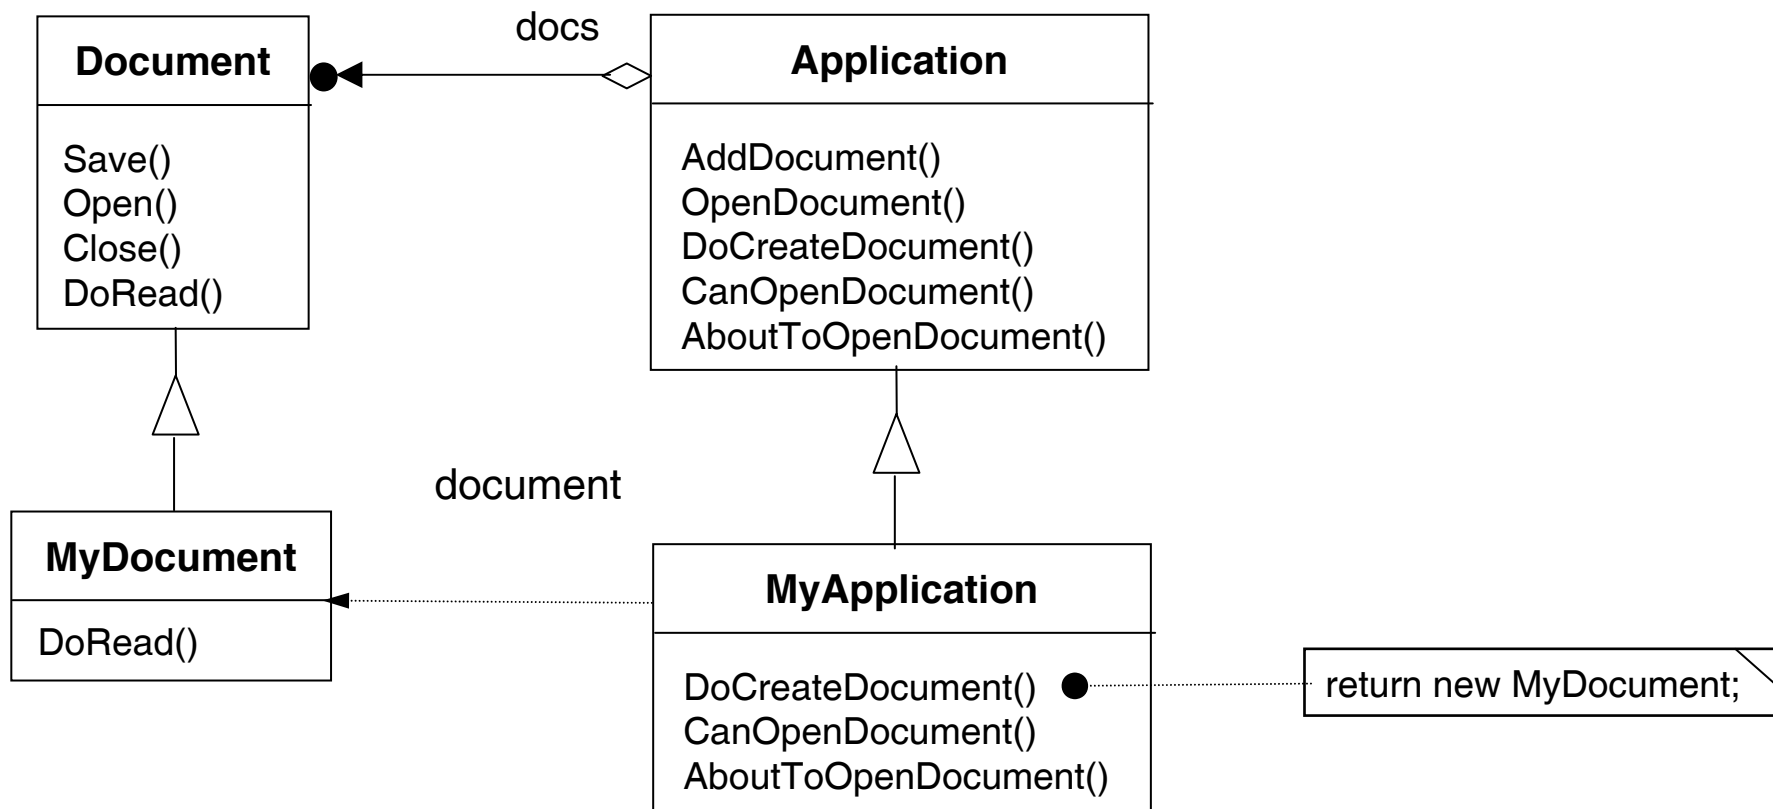 docs
Document
Save()
Open()
Close()
DoRead()
Application
AddDocument()
OpenDocument()
DoCreateDocument()
CanOpenDocument()
AboutToOpenDocument()
document
MyDocument
DoRead()
MyApplication
DoCreateDocument()
CanOpenDocument()
AboutToOpenDocument()
return new MyDocument;